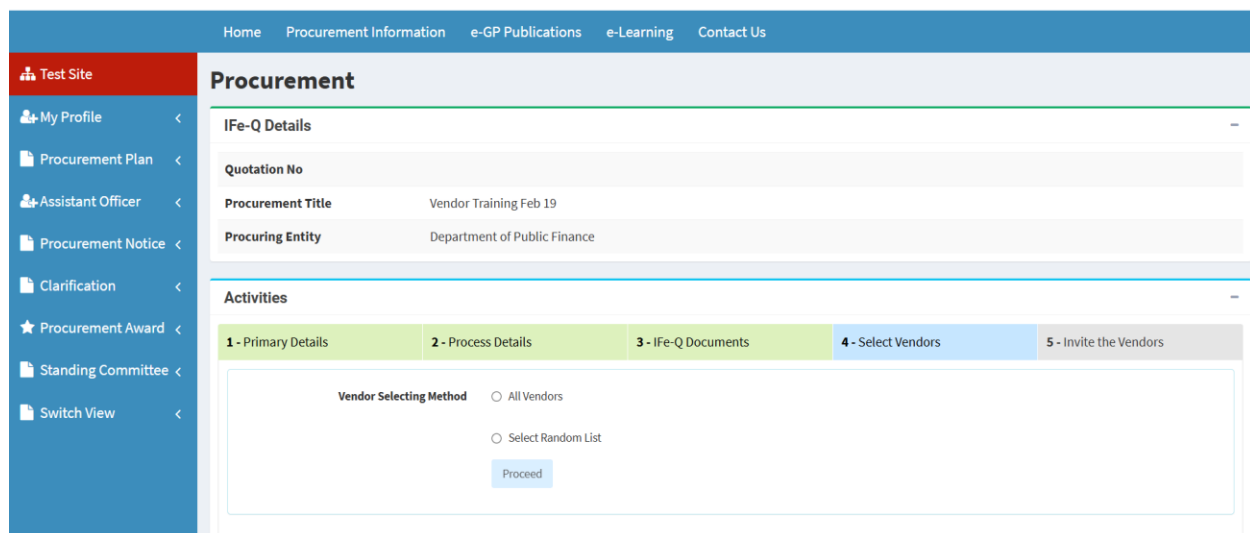 Home Procurement Information e-GP Publications e-Learning Contact Us
Test Site
My Profile
Procurement Plan
Assistant Officer
Procurement Notice
Clarification
Procurement Award
Standing Committee
Switch View
Procurement
IFe-Q Details
Quotation No
Procurement Title Vendor Training Feb 19
Procuring Entity Department of Public Finance
Activities
1 - Primary Details 2 - Process Details 3 - IFe-Q Documents 4 - Select Vendors 5 - Invite the Vendors
Vendor Selecting Method All Vendors
Select Random List
Proceed